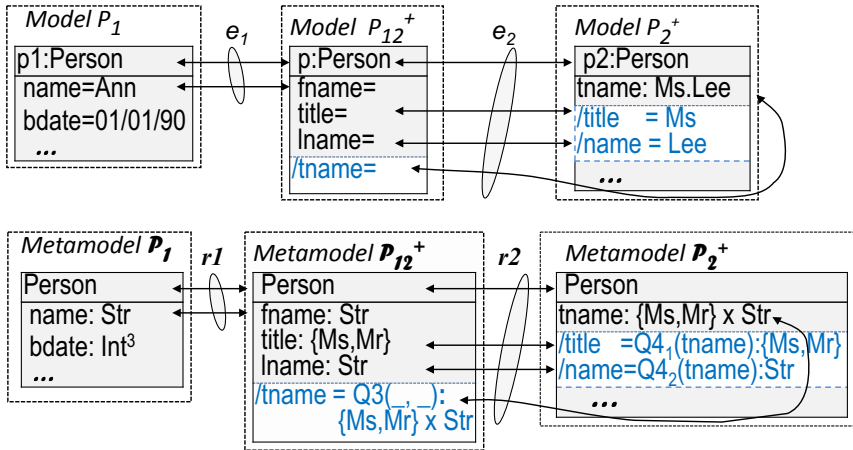 Model P1
e1
Model P12+
e2
Model P2+
p1:Person
name=Ann
bdate=01/01/90
...
p:Person
fname=
title=
lname=
/tname=
p2:Person
tname: Ms.Lee
/title = Ms
/name = Lee
...
Metamodel P1
r1
Metamodel P12+
r2
Metamodel P2+
Person
name: Str
bdate: Int3
...
Person
fname: Str
title: {Ms,Mr}
lname: Str
/tname = Q3(_, _):
{Ms,Mr} x Str
Person
tname: {Ms,Mr} x Str
/title =Q41(tname):{Ms,Mr}
/name=Q42(tname):Str
...